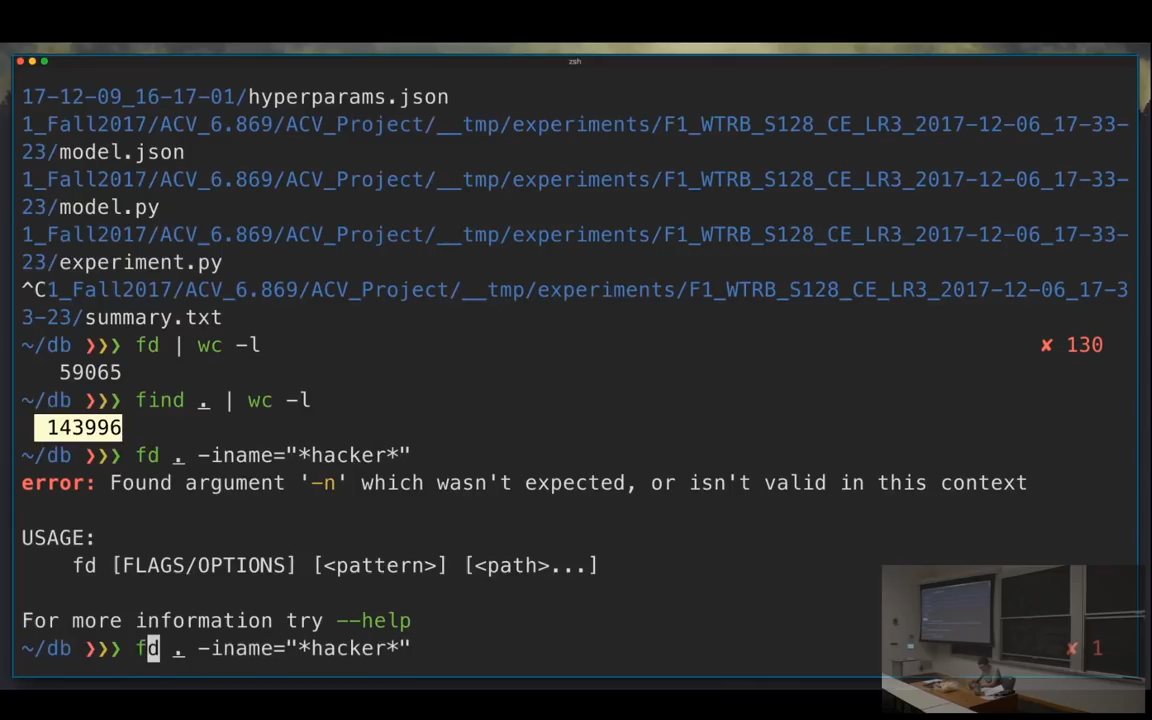 zsh
17-12-09_16-17-01/hyperparams.json
1_Fall2017/ACV_6.869/ACV_Project/__tmp/experiments/F1_WTRB_S128_CE_LR3_2017-12-06_17-33-
23/model.json
1_Fall2017/ACV_6.869/ACV_Project/__tmp/experiments/F1_WTRB_S128_CE_LR3_2017-12-06_17-33-
23/model.py
1_Fall2017/ACV_6.869/ACV_Project/__tmp/experiments/F1_WTRB_S128_CE_LR3_2017-12-06_17-33-
23/experiment.py
^C1_Fall2017/ACV_6.869/ACV_Project/__tmp/experiments/F1_WTRB_S128_CE_LR3_2017-12-06_17-3
3-23/summary.txt
~/db ❯❯❯ fd | wc -l ✘ 130
59065
~/db ❯❯❯ find . | wc -l
143996
~/db ❯❯❯ fd . -iname="*hacker*"
error: Found argument '-n' which wasn't expected, or isn't valid in this context
USAGE:
fd [FLAGS/OPTIONS] [<pattern>] [<path>...]
For more information try --help
~/db ❯❯❯ fd . -iname="*hacker*" ✘ 1